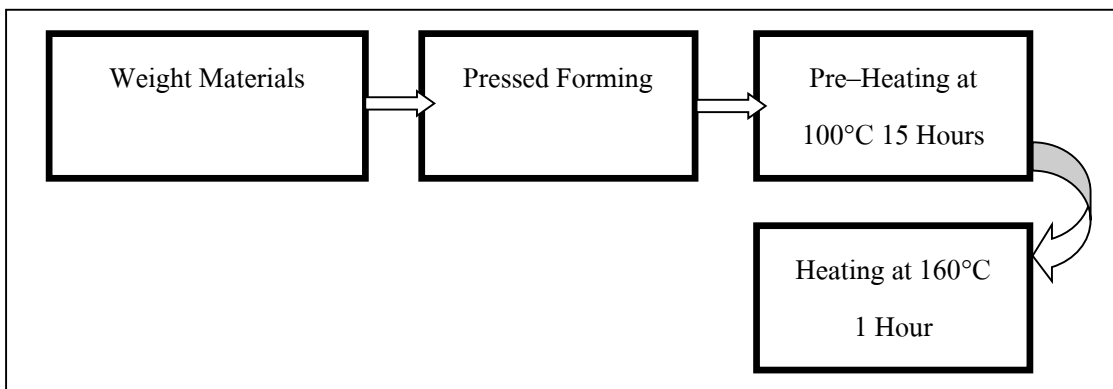 Weight Materials
Pressed Forming
Pre–Heating at
100°C 15 Hours
Heating at 160°C
1 Hour